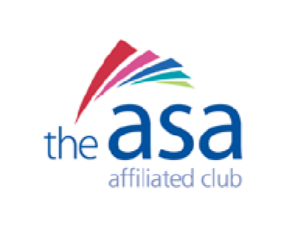 the asa
affiliated club